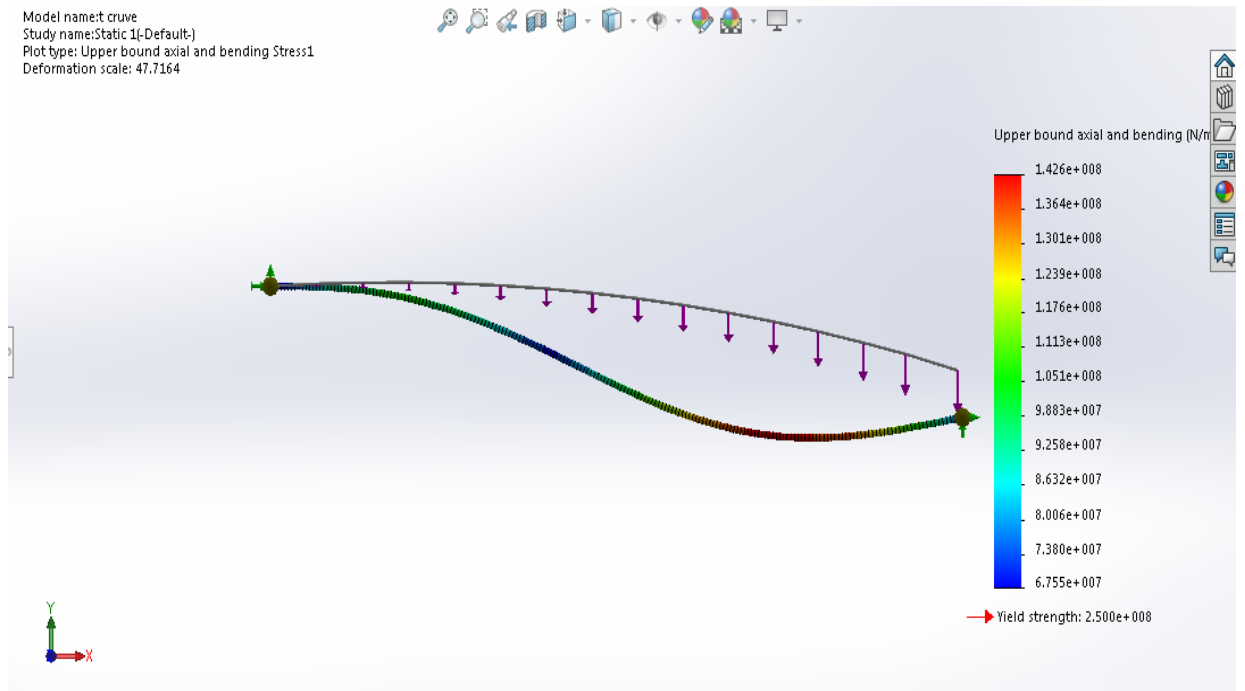 Model name:t cruve
Study name:Static 1(-Default-)
Plot type: Upper bound axial and bending Stress1
Deformation scale: 47.7164
Upper bound axial and bending (N/m
1.426e+008
1.364e+008
1.301e+008
1.239e+008
1.176e+008
1.113e+008
1.051e+008
9.883e+007
9.258e+007
8.632e+007
8.006e+007
7.380e+007
6.755e+007
Yield strength: 2.500e+008
Y
X